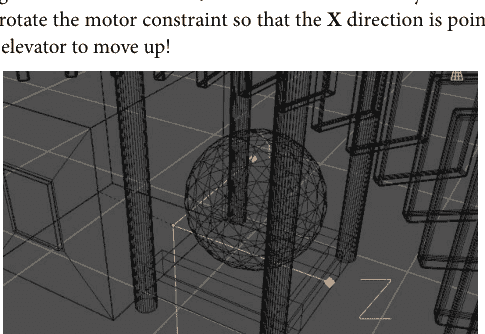 rotate the motor constraint so that the X direction is poin
elevator to move up!
Z